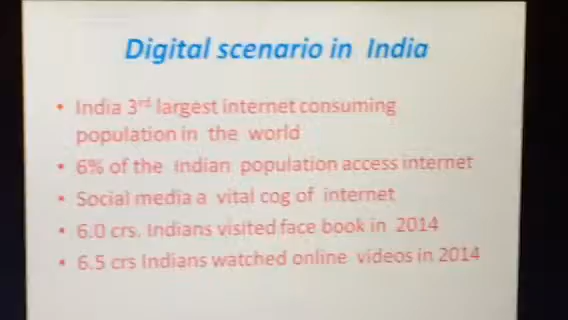 Digital scenario in India
• India 3rd largest internet consuming
population in the world
• 6% of the Indian population access internet
• Social media a vital cog of internet
• 6.0 crs. Indians visited face book in 2014
• 6.5 crs Indians watched online videos in 2014